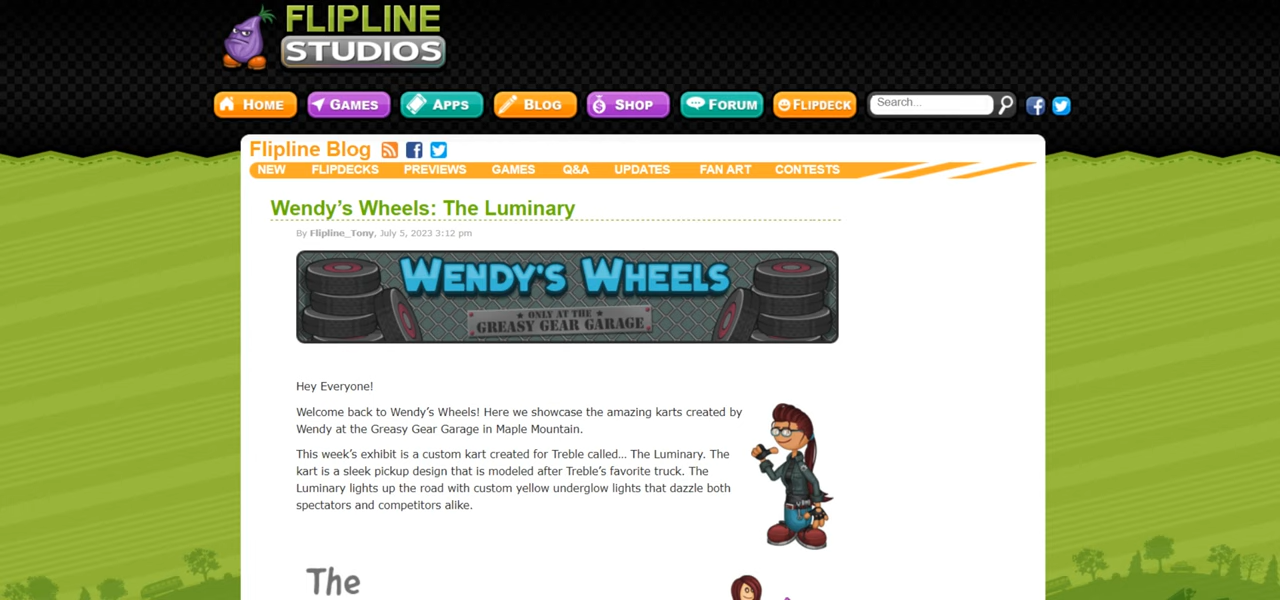 FLIPLINE
STUDIOS
HOME GAMES APPS BLOG SHOP FORUM FLIPDECK Search...
Flipline Blog
NEW FLIPDECKS PREVIEWS GAMES Q&A UPDATES FAN ART CONTESTS
Wendy's Wheels: The Luminary
By Flipline_Tony, July 5, 2023 3:12 pm
WENDY'S WHEELS
ONLY AT THE
GREASY GEAR GARAGE
Hey Everyone!
Welcome back to Wendy's Wheels! Here we showcase the amazing karts created by
Wendy at the Greasy Gear Garage in Maple Mountain.
This week's exhibit is a custom kart created for Treble called… The Luminary. The
kart is a sleek pickup design that is modeled after Treble's favorite truck. The
Luminary lights up the road with custom yellow underglow lights that dazzle both
spectators and competitors alike.
The